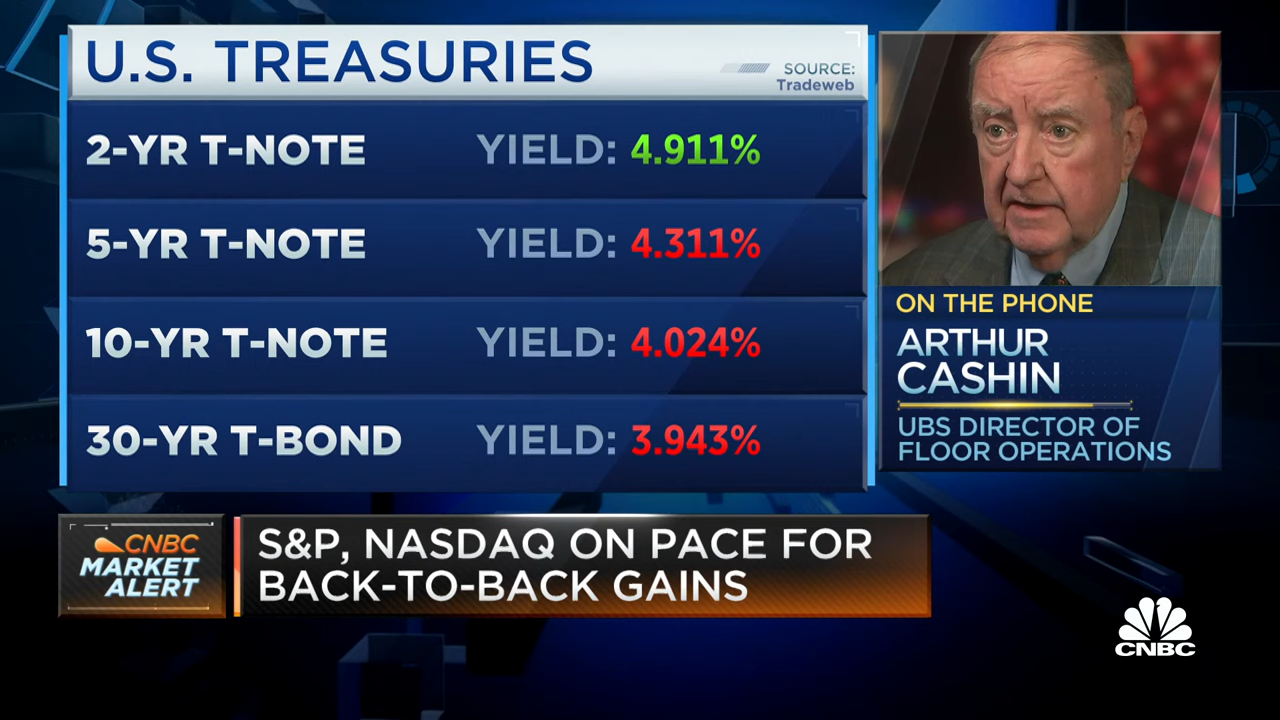 U.S. TREASURIES
SOURCE:
Tradeweb
2-YR T-NOTE YIELD: 4.911%
5-YR T-NOTE YIELD: 4.311%
10-YR T-NOTE YIELD: 4.024%
30-YR T-BOND YIELD: 3.943%
ON THE PHONE
ARTHUR
CASHIN
UBS DIRECTOR OF
FLOOR OPERATIONS
CNBC
MARKET
ALERT
S&P, NASDAQ ON PACE FOR
BACK-TO-BACK GAINS
CNBC